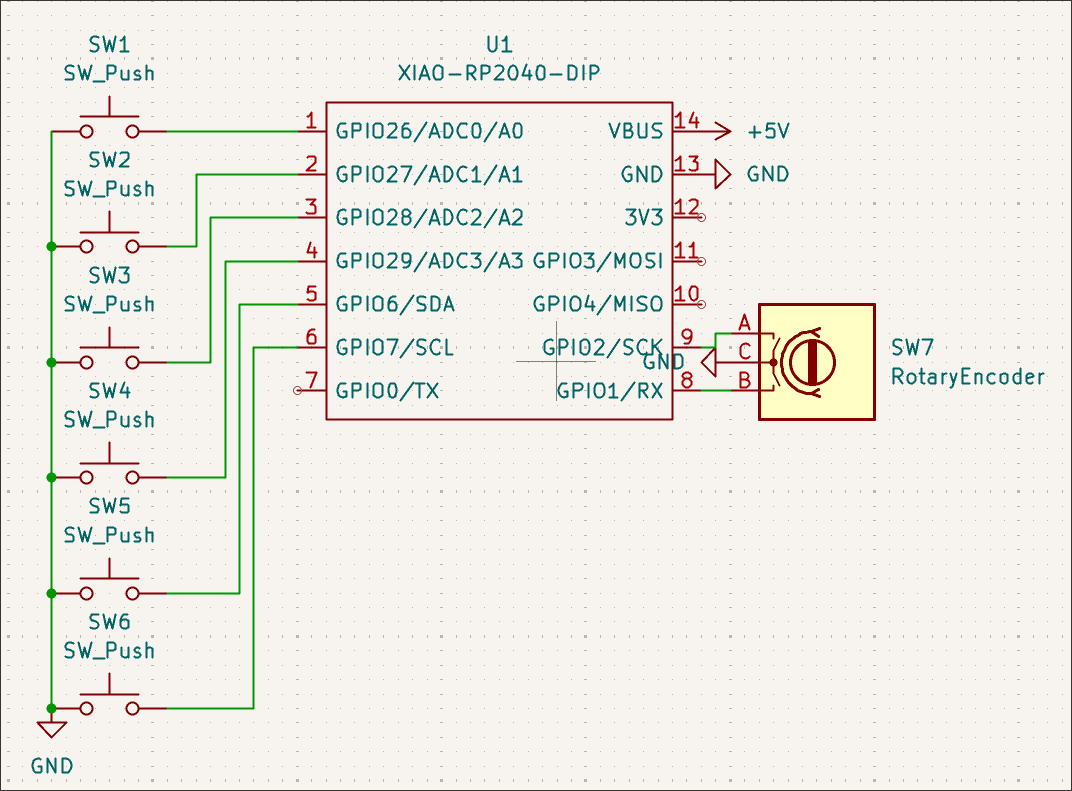 SW1
SW_Push
SW2
SW_Push
SW3
SW_Push
SW4
SW_Push
SW5
SW_Push
SW6
SW_Push
GND
U1
XIAO-RP2040-DIP
1 GPIO26/ADC0/A0 VBUS 14 +5V
2 GPIO27/ADC1/A1 GND 13 GND
3 GPIO28/ADC2/A2 3V3 12
4 GPIO29/ADC3/A3 GPIO3/MOSI 11
5 GPIO6/SDA GPIO4/MISO 10
6 GPIO7/SCL GPIO2/SCK 9
7 GPIO0/TX GPIO1/RX 8
GND
A
C
B
SW7
RotaryEncoder